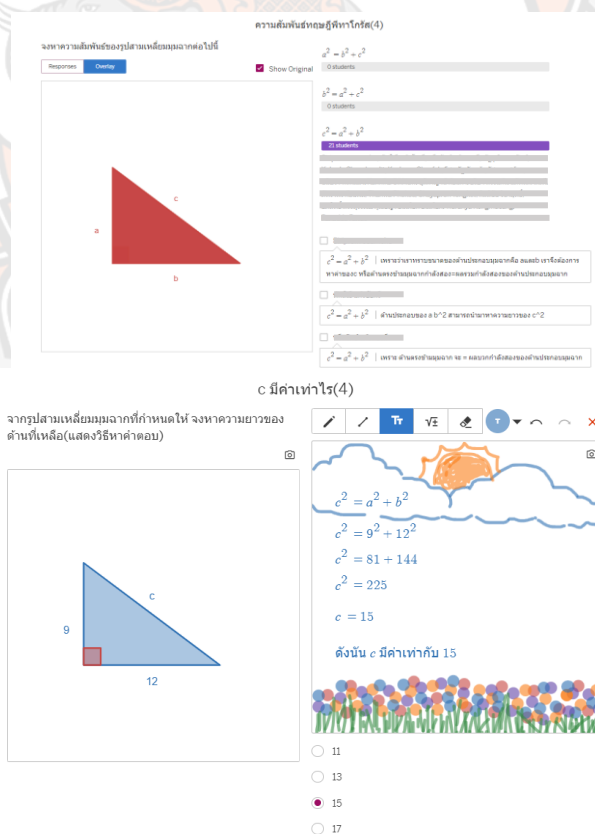 ความสัมพันธ์ทฤษฎีพีทาโกรัส(4)
จงหาความสัมพันธ์ของรูปสามเหลี่ยมมุมฉากต่อไปนี้
Responses Overlay
Show Original
a² = b² + c²
0 students
b² = a² + c²
0 students
c² = a² + b²
21 students
c
a
b
c² = a² + b² | เพราะว่าเราทราบขนาดของด้านประกอบมุมฉากคือ aและb เราจึงต้องการ
หาค่าของc หรือด้านตรงข้ามมุมฉากกำลังสอง=ผลรวมกำลังสองของด้านประกอบมุมฉาก
c² = a² + b² | ด้านประกอบของ a b^2 สามารถนำมาหาความยาวของ c^2
c² = a² + b² | เพราะ ด้านตรงข้ามมุมฉาก จะ = ผลบวกกำลังสองของด้านประกอบมุมฉาก
c มีค่าเท่าไร(4)
จากรูปสามเหลี่ยมมุมฉากที่กำหนดให้ จงหาความยาวของ
ด้านที่เหลือ(แสดงวิธีหาคำตอบ)
c
9
12
Tт √± T
c² = a² + b²
c² = 9² + 12²
c² = 81 + 144
c² = 225
c = 15
ดังนั้น c มีค่าเท่ากับ 15
11
13
15
17